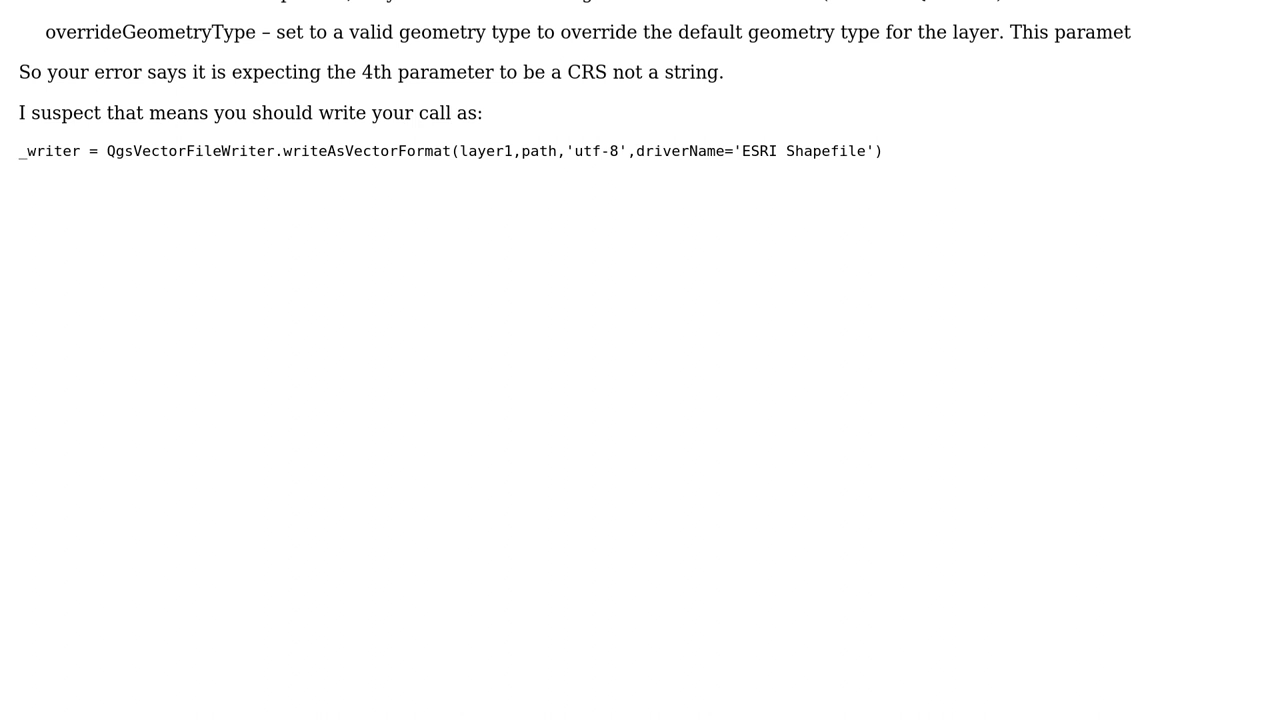 overrideGeometryType – set to a valid geometry type to override the default geometry type for the layer. This paramet
So your error says it is expecting the 4th parameter to be a CRS not a string.
I suspect that means you should write your call as:
_writer = QgsVectorFileWriter.writeAsVectorFormat(layer1,path,'utf-8',driverName='ESRI Shapefile')